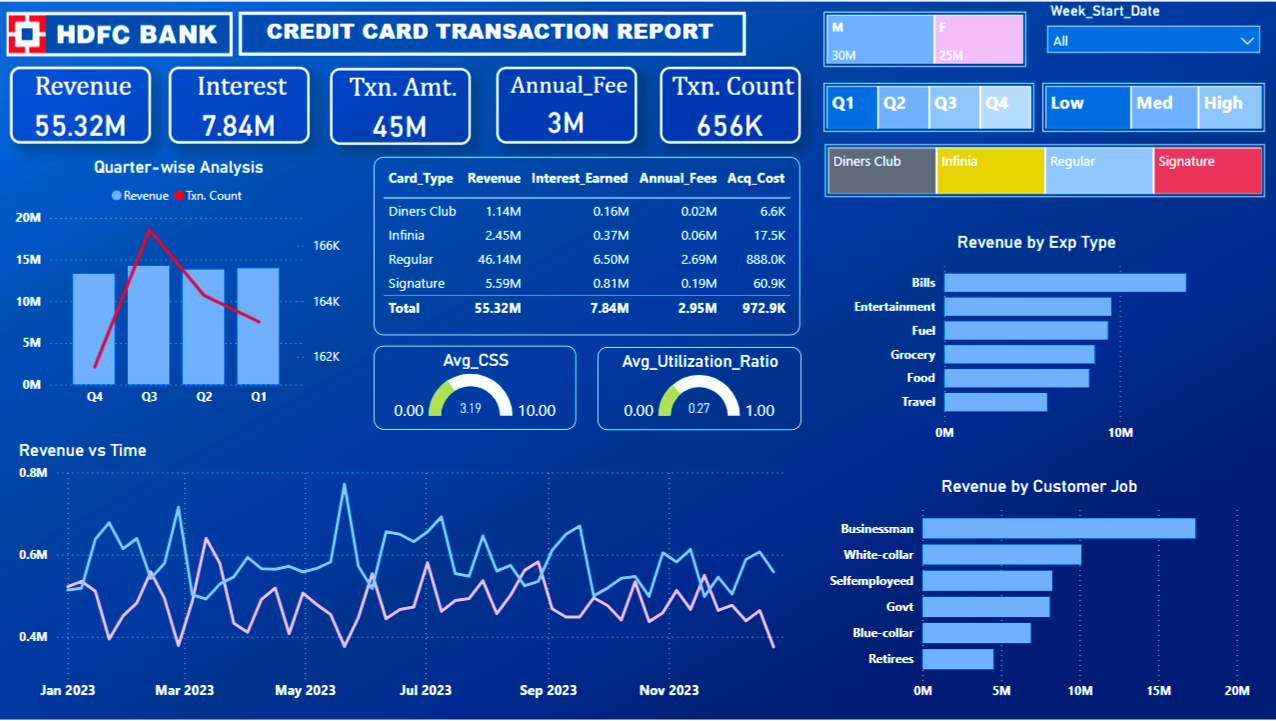 HDFC BANK
CREDIT CARD TRANSACTION REPORT
M
30M
F
25M
Week_Start_Date
All
Revenue
55.32M
Interest
7.84M
Txn. Amt.
45M
Annual_Fee
3M
Txn. Count
656K
Q1 Q2 Q3 Q4
Low Med High
Diners Club Infinia Regular Signature
Quarter-wise Analysis
Revenue Txn. Count
20M
15M
10M
5M
0M
166K
164K
162K
Q4 Q3 Q2 Q1
Card_Type Revenue Interest_Earned Annual_Fees Acq_Cost
Diners Club 1.14M 0.16M 0.02M 6.6K
Infinia 2.45M 0.37M 0.06M 17.5K
Regular 46.14M 6.50M 2.69M 888.0K
Signature 5.59M 0.81M 0.19M 60.9K
Total 55.32M 7.84M 2.95M 972.9K
Avg_CSS
0.00 3.19 10.00
Avg_Utilization_Ratio
0.00 0.27 1.00
Revenue by Exp Type
Bills
Entertainment
Fuel
Grocery
Food
Travel
0M 10M
Revenue vs Time
0.8M
0.6M
0.4M
Jan 2023 Mar 2023 May 2023 Jul 2023 Sep 2023 Nov 2023
Revenue by Customer Job
Businessman
White-collar
Selfemployeed
Govt
Blue-collar
Retirees
0M 5M 10M 15M 20M